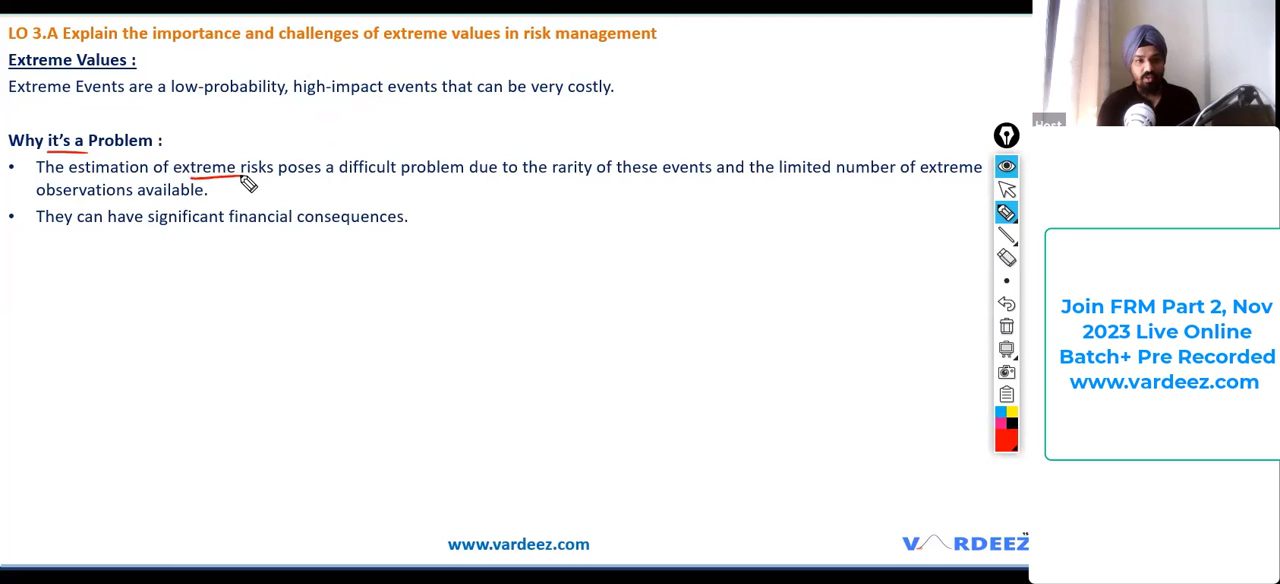 LO 3.A Explain the importance and challenges of extreme values in risk management
Extreme Values :
Extreme Events are a low-probability, high-impact events that can be very costly.
Why it's a Problem :
• The estimation of extreme risks poses a difficult problem due to the rarity of these events and the limited number of extreme
observations available.
• They can have significant financial consequences.
www.vardeez.com
VARDEEZ
Host
Join FRM Part 2, Nov
2023 Live Online
Batch+ Pre Recorded
www.vardeez.com